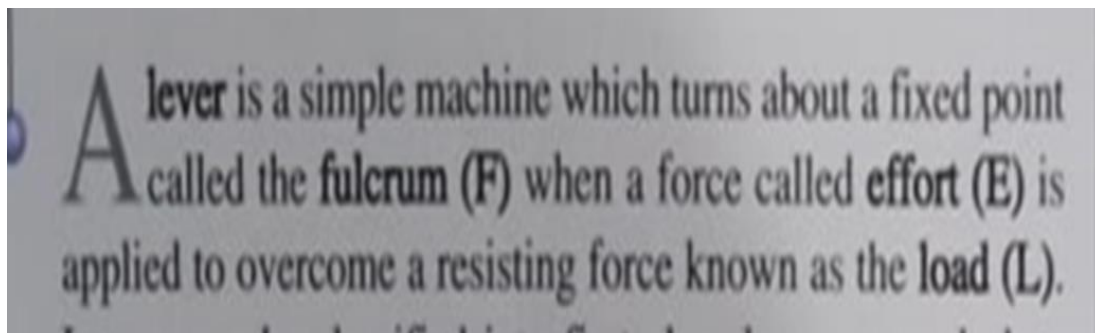 A lever is a simple machine which turns about a fixed point
called the fulcrum (F) when a force called effort (E) is
applied to overcome a resisting force known as the load (L).